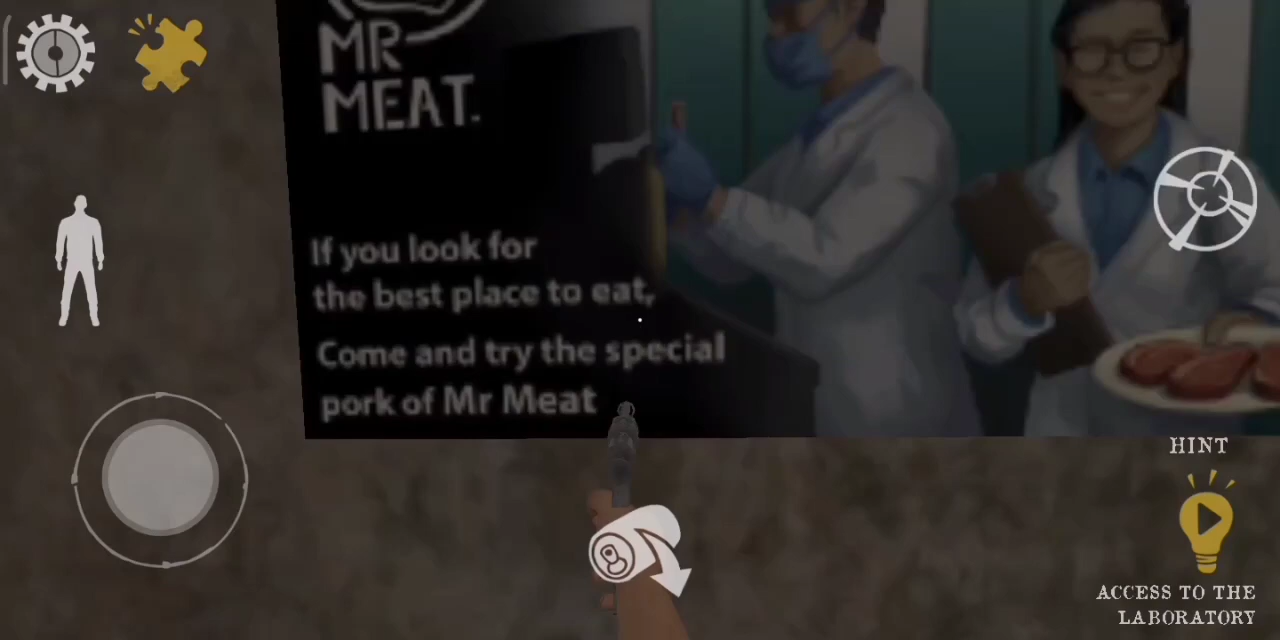 MR
MEAT.
If you look for
the best place to eat,
Come and try the special
pork of Mr Meat
HINT
ACCESS TO THE
LABORATORY